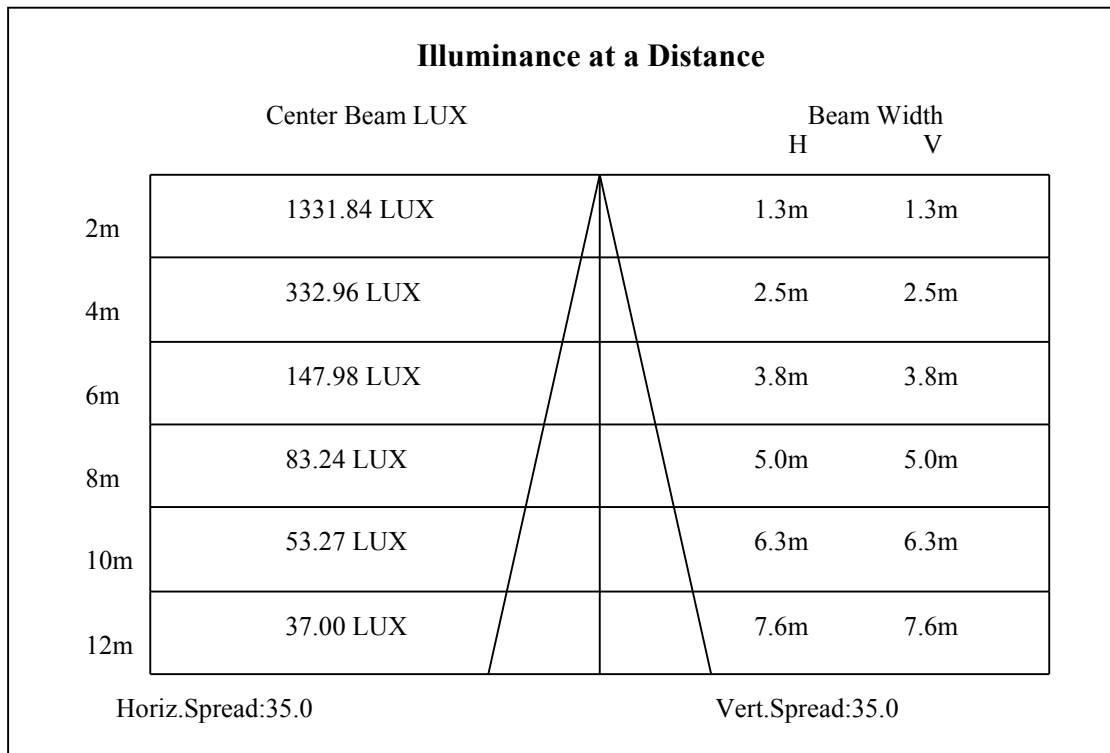 Illuminance at a Distance
Center Beam LUX Beam Width
H V
1331.84 LUX 1.3m 1.3m
2m
332.96 LUX 2.5m 2.5m
4m
147.98 LUX 3.8m 3.8m
6m
83.24 LUX 5.0m 5.0m
8m
53.27 LUX 6.3m 6.3m
10m
37.00 LUX 7.6m 7.6m
12m
Horiz.Spread:35.0 Vert.Spread:35.0